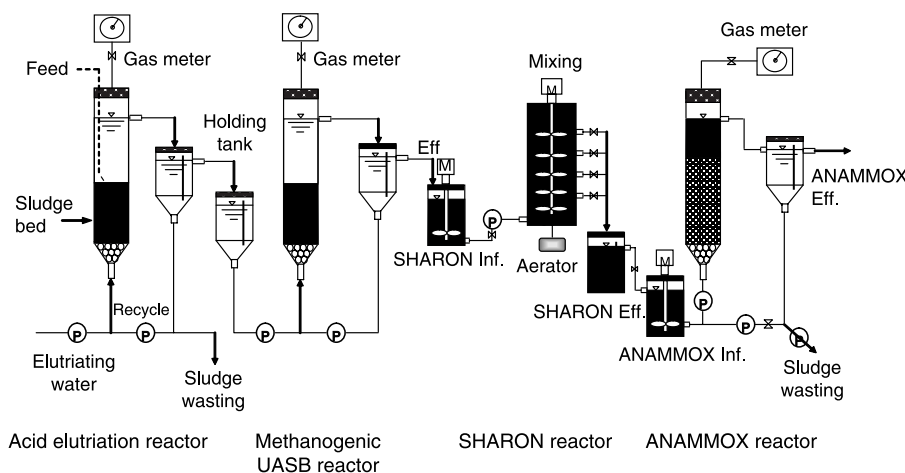 Gas meter
Feed
Gas meter
Gas meter
Mixing
M
Holding
tank
Eff
M
Sludge
bed
P
SHARON Inf.
Aerator
ANAMMOX
Eff.
M
SHARON Eff.
P
Recycle
P
P
P
P
P
P
ANAMMOX Inf.
Elutriating
water
Sludge
wasting
Sludge
wasting
Acid elutriation reactor
Methanogenic
UASB reactor
SHARON reactor
ANAMMOX reactor